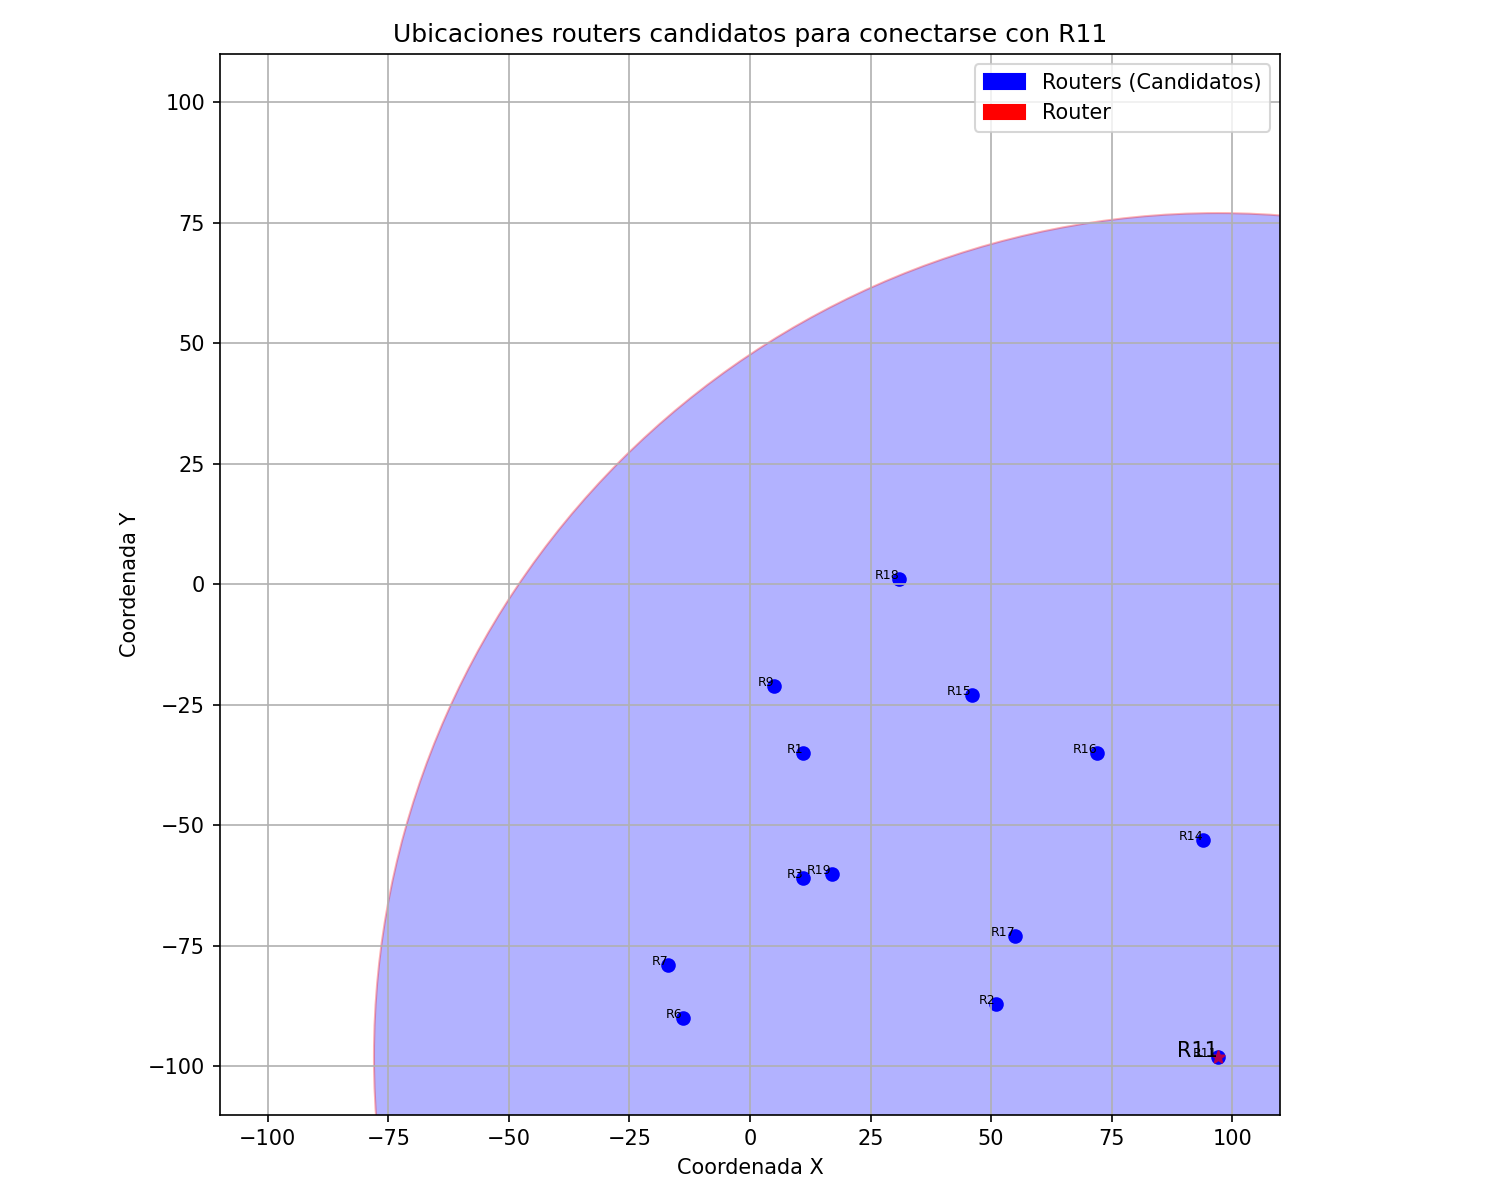 Ubicaciones routers candidatos para conectarse con R11
Routers (Candidatos)
Router
100
75
50
25
0
−25
−50
−75
−100
Coordenada Y
R18
R9
R15
R1
R16
R14
R3
R19
R17
R7
R2
R6
R11
R11
−100
−75
−50
−25
0
25
50
75
100
Coordenada X